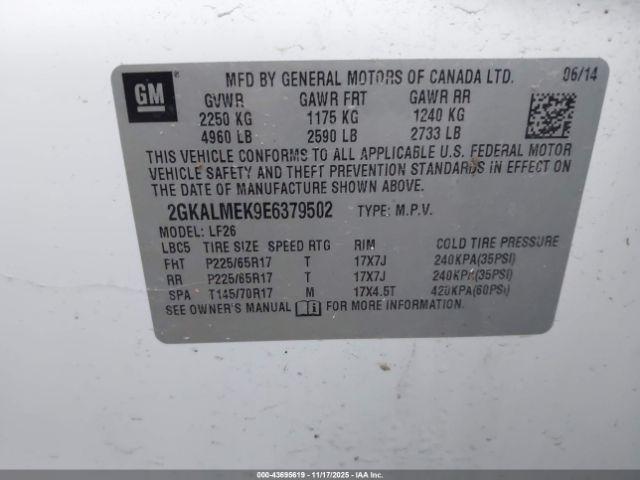 GM
MFD BY GENERAL MOTORS OF CANADA LTD. 06/14
GVWR GAWR FRT GAWR RR
2250 KG 1175 KG 1240 KG
4960 LB 2590 LB 2733 LB
THIS VEHICLE CONFORMS TO ALL APPLICABLE U.S. FEDERAL MOTOR
VEHICLE SAFETY AND THEFT PREVENTION STANDARDS IN EFFECT ON
THE DATE OF MANUFACTURE SHOWN ABOVE.
2GKALMEK9E6379502 TYPE: M.P.V.
MODEL: LF26
LBC5 TIRE SIZE SPEED RTG RIM COLD TIRE PRESSURE
FRT P225/65R17 T 17X7J 240KPA(35PSI)
RR P225/65R17 T 17X7J 240KPA(35PSI)
SPA T145/70R17 M 17X4.5T 420KPA(60PSI)
SEE OWNER'S MANUAL FOR MORE INFORMATION.
000-43695619 - 11/17/2025 - IAAI.COM